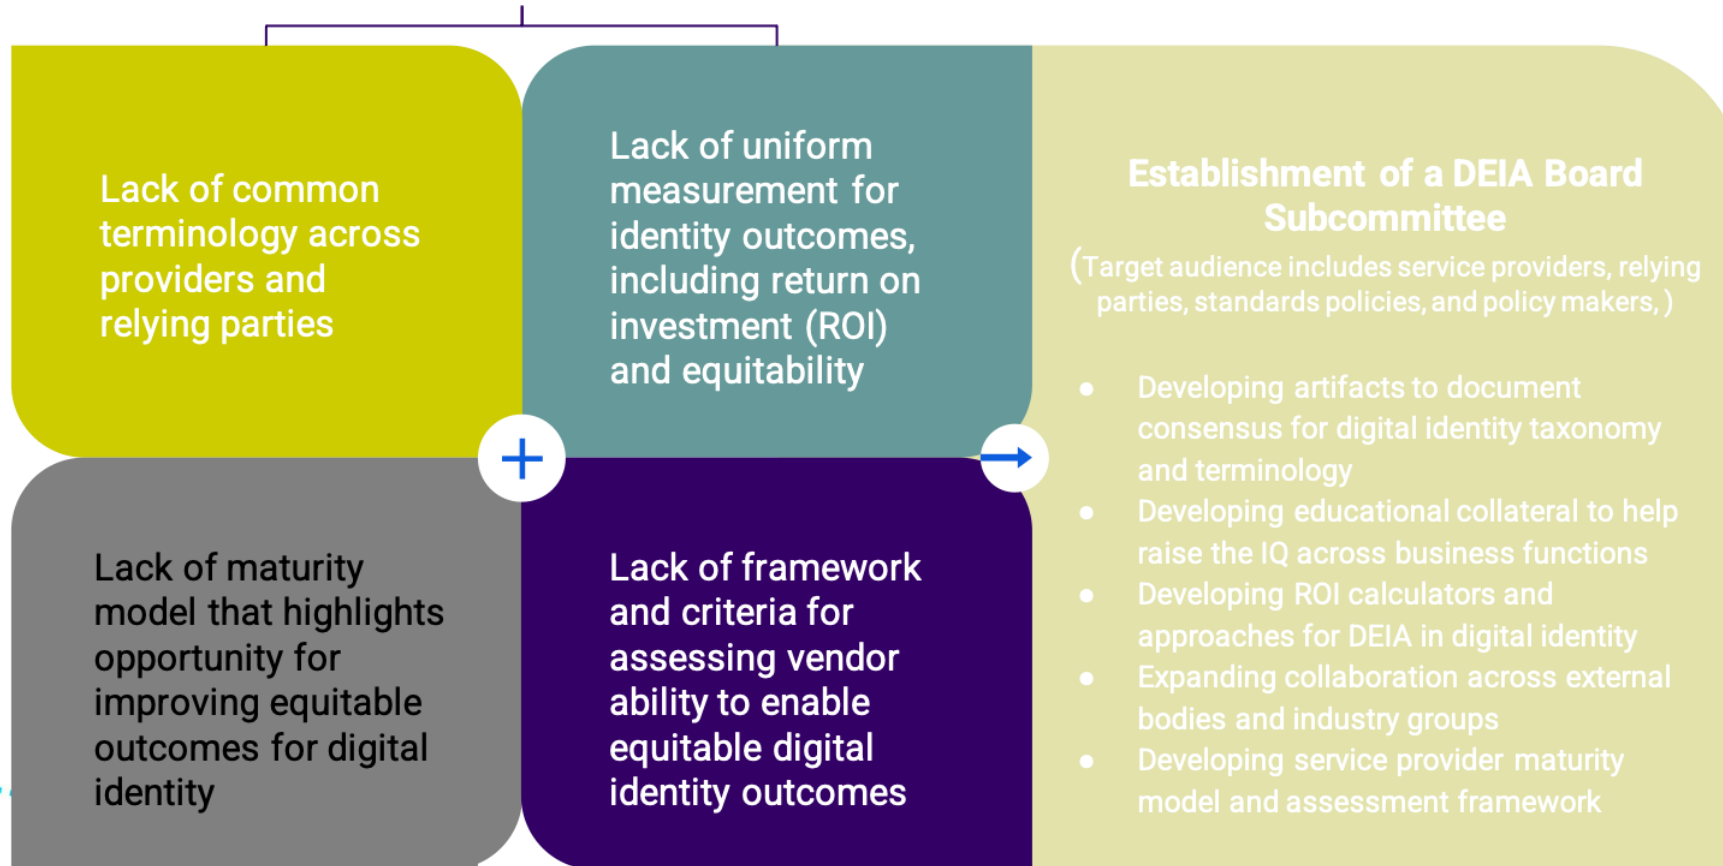 Lack of common
terminology across
providers and
relying parties
Lack of uniform
measurement for
identity outcomes,
including return on
investment (ROI)
and equitability
Lack of maturity
model that highlights
opportunity for
improving equitable
outcomes for digital
identity
Lack of framework
and criteria for
assessing vendor
ability to enable
equitable digital
identity outcomes
Establishment of a DEIA Board
Subcommittee
(Target audience includes service providers, relying
parties, standards policies, and policy makers, )
● Developing artifacts to document
consensus for digital identity taxonomy
and terminology
● Developing educational collateral to help
raise the IQ across business functions
● Developing ROI calculators and
approaches for DEIA in digital identity
● Expanding collaboration across external
bodies and industry groups
● Developing service provider maturity
model and assessment framework